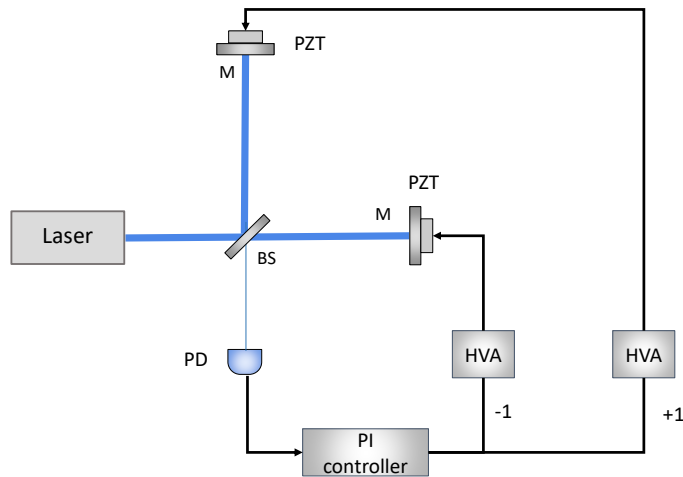 PZT
M
PZT
M
Laser
BS
PD
HVA
HVA
-1
+1
PI
controller